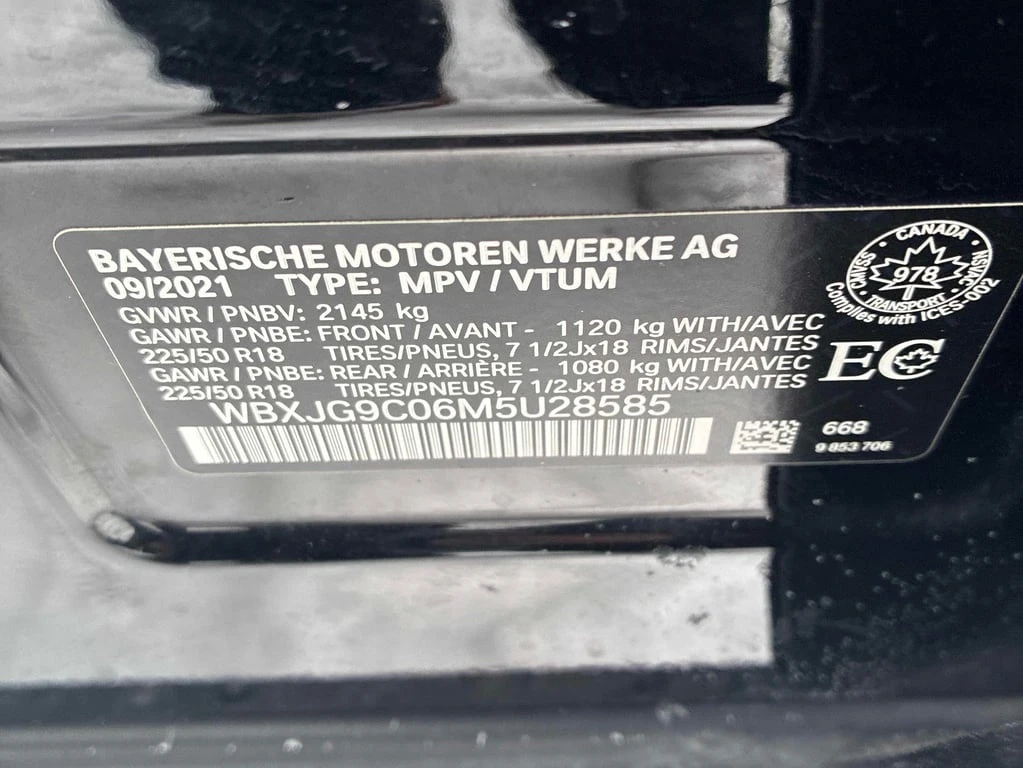 BAYERISCHE MOTOREN WERKE AG
09/2021 TYPE: MPV / VTUM
GVWR / PNBV: 2145 kg
GAWR / PNBE: FRONT / AVANT - 1120 kg WITH/AVEC
225/50 R18 TIRES/PNEUS, 7 1/2Jx18 RIMS/JANTES
GAWR / PNBE: REAR / ARRIÈRE - 1080 kg WITH/AVEC
225/50 R18 TIRES/PNEUS, 7 1/2Jx18 RIMS/JANTES
WBXJG9C06M5U28585
CANADA
CMVSS
978
NSVAC
TRANSPORT
Complies with ICES-002
EC
668
9 853 706